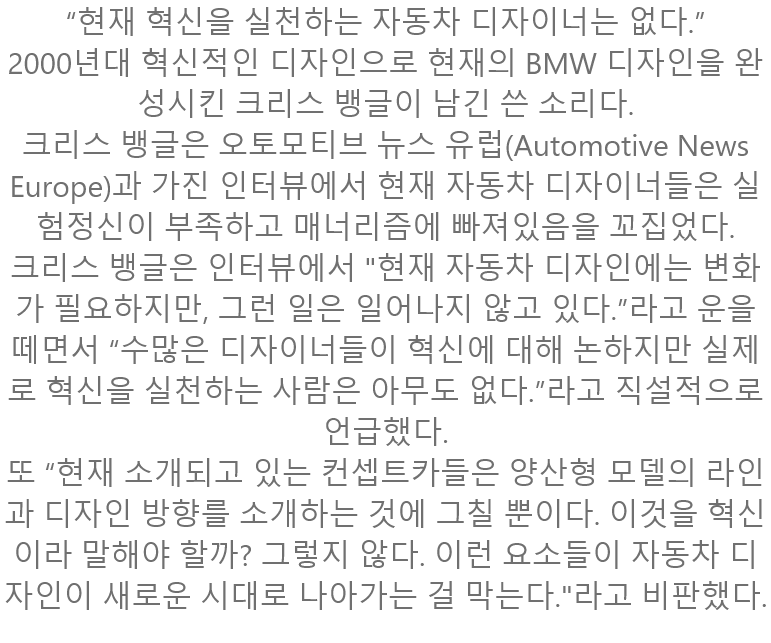 “현재 혁신을 실천하는 자동차 디자이너는 없다.”
2000년대 혁신적인 디자인으로 현재의 BMW 디자인을 완
성시킨 크리스 뱅글이 남긴 쓴 소리다.
크리스 뱅글은 오토모티브 뉴스 유럽(Automotive News
Europe)과 가진 인터뷰에서 현재 자동차 디자이너들은 실
험정신이 부족하고 매너리즘에 빠져있음을 꼬집었다.
크리스 뱅글은 인터뷰에서 "현재 자동차 디자인에는 변화
가 필요하지만, 그런 일은 일어나지 않고 있다.”라고 운을
떼면서 “수많은 디자이너들이 혁신에 대해 논하지만 실제
로 혁신을 실천하는 사람은 아무도 없다.”라고 직설적으로
언급했다.
또 “현재 소개되고 있는 컨셉트카들은 양산형 모델의 라인
과 디자인 방향를 소개하는 것에 그칠 뿐이다. 이것을 혁신
이라 말해야 할까? 그렇지 않다. 이런 요소들이 자동차 디
자인이 새로운 시대로 나아가는 걸 막는다."라고 비판했다.